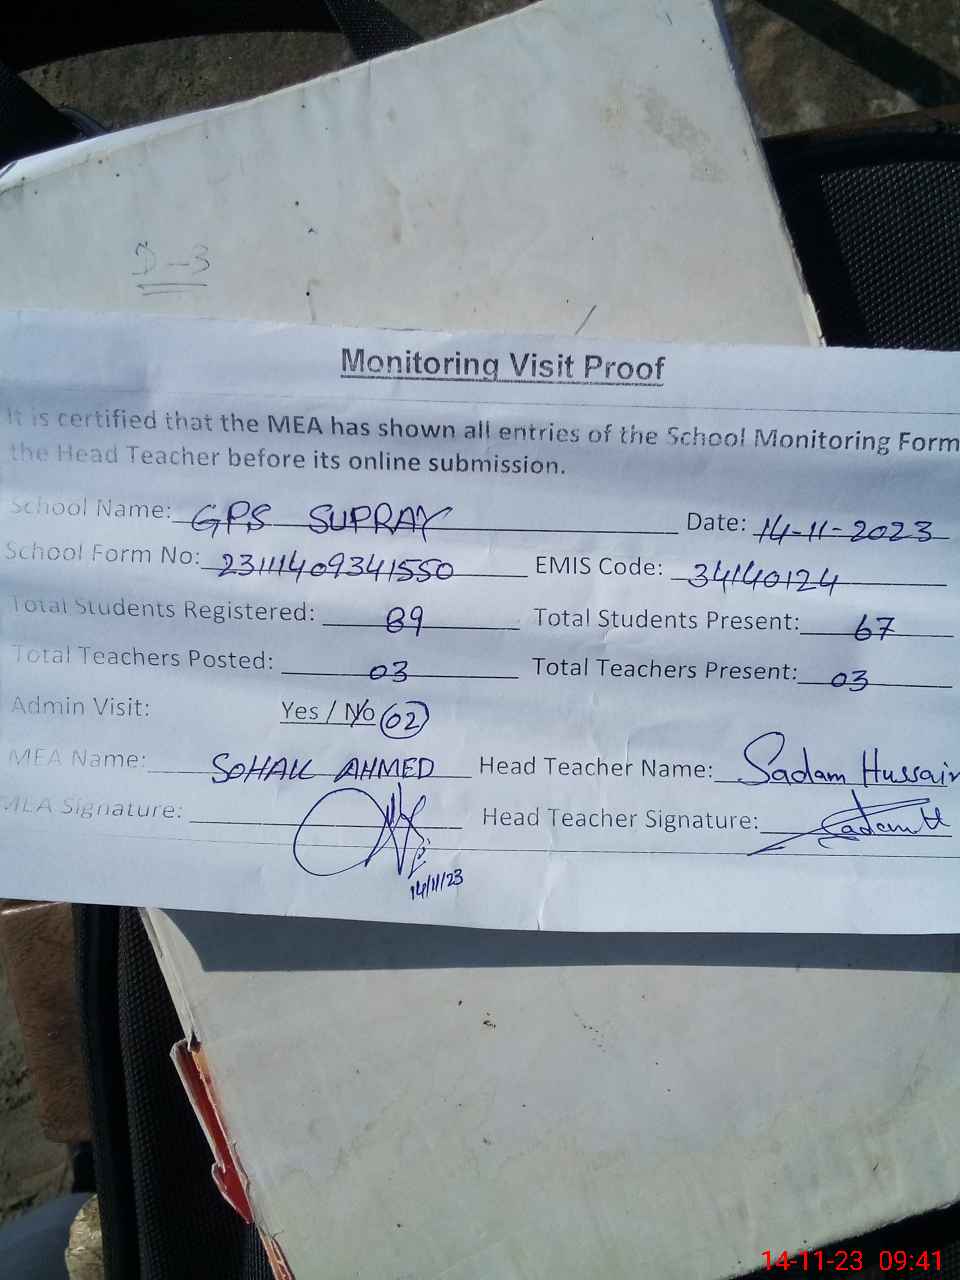 D-3
Monitoring Visit Proof
It is certified that the MEA has shown all entries of the School Monitoring Form
the Head Teacher before its online submission.
School Name: GPS SUPRAY Date: 14-11-2023
School Form No: 23111409341550 EMIS Code: 34140124
Total Students Registered: 89 Total Students Present: 67
Total Teachers Posted: 03 Total Teachers Present: 03
Admin Visit: Yes / No 02
MEA Name: SOHAIL AHMED Head Teacher Name: Sadam Hussain
MEA Signature: Head Teacher Signature: SadamH
14/11/23
14-11-23 09:41